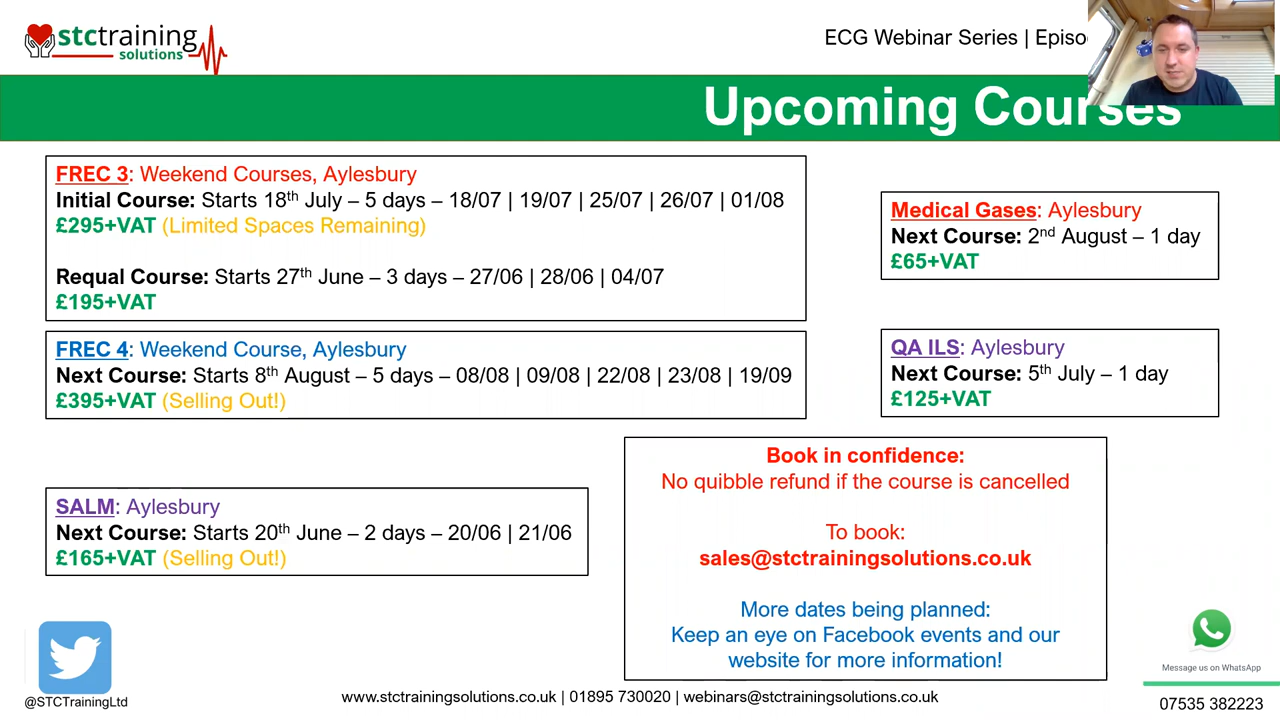 stctraining
solutions
ECG Webinar Series |
Upcoming Courses
FREC 3: Weekend Courses, Aylesbury
Initial Course: Starts 18th July – 5 days – 18/07 | 19/07 | 25/07 | 26/07 | 01/08
£295+VAT (Limited Spaces Remaining)
Requal Course: Starts 27th June – 3 days – 27/06 | 28/06 | 04/07
£195+VAT
FREC 4: Weekend Course, Aylesbury
Next Course: Starts 8th August – 5 days – 08/08 | 09/08 | 22/08 | 23/08 | 19/09
£395+VAT (Selling Out!)
SALM: Aylesbury
Next Course: Starts 20th June – 2 days – 20/06 | 21/06
£165+VAT (Selling Out!)
Medical Gases: Aylesbury
Next Course: 2nd August – 1 day
£65+VAT
QA ILS: Aylesbury
Next Course: 5th July – 1 day
£125+VAT
Book in confidence:
No quibble refund if the course is cancelled
To book:
sales@stctrainingsolutions.co.uk
More dates being planned:
Keep an eye on Facebook events and our
website for more information!
@STCTrainingLtd
www.stctrainingsolutions.co.uk | 01895 730020 | webinars@stctrainingsolutions.co.uk
Message us on WhatsApp
07535 382223